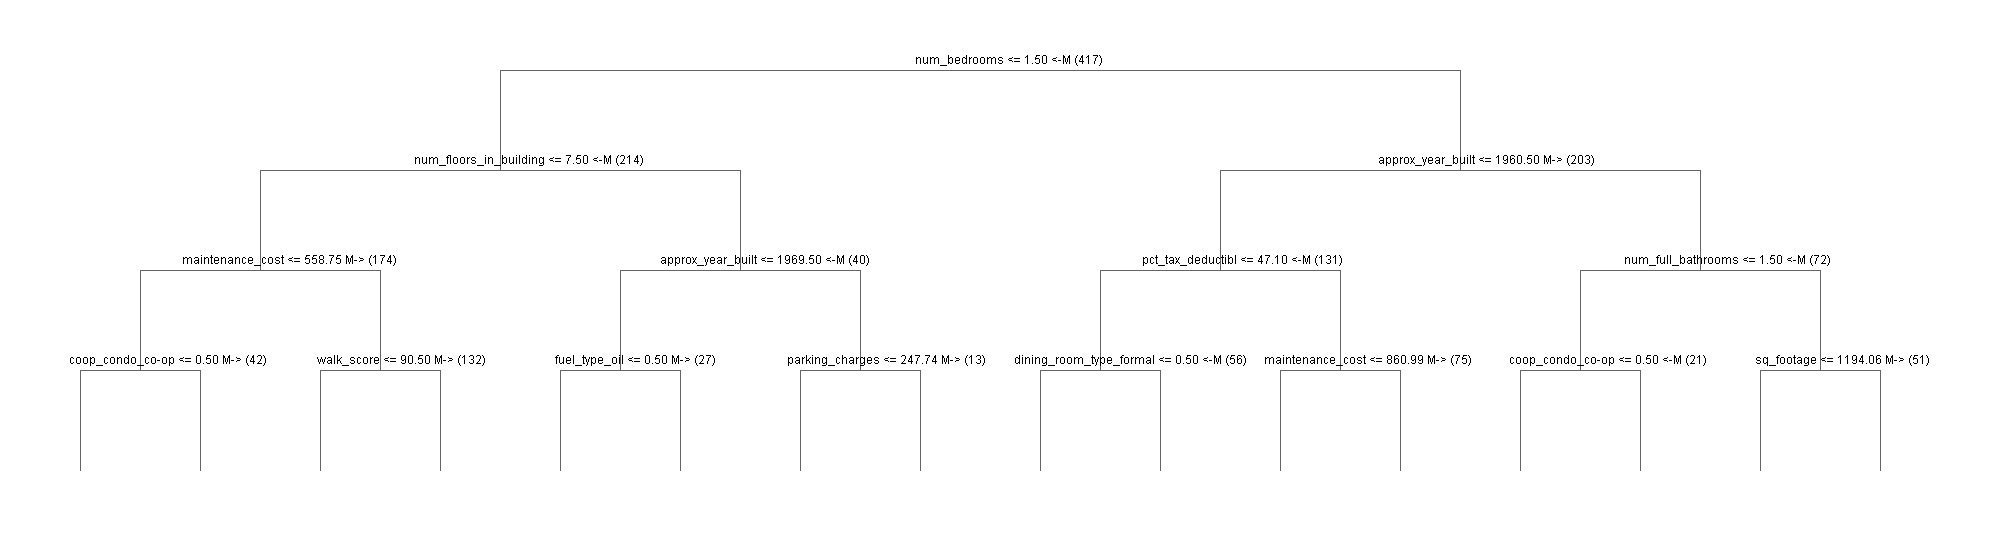 num_bedrooms <= 1.50 <-M (417)
num_floors_in_building <= 7.50 <-M (214)
approx_year_built <= 1960.50 M-> (203)
maintenance_cost <= 558.75 M-> (174)
approx_year_built <= 1969.50 <-M (40)
pct_tax_deductibl <= 47.10 <-M (131)
num_full_bathrooms <= 1.50 <-M (72)
coop_condo_co-op <= 0.50 M-> (42)
walk_score <= 90.50 M-> (132)
fuel_type_oil <= 0.50 M-> (27)
parking_charges <= 247.74 M-> (13)
dining_room_type_formal <= 0.50 <-M (56)
maintenance_cost <= 860.99 M-> (75)
coop_condo_co-op <= 0.50 <-M (21)
sq_footage <= 1194.06 M-> (51)